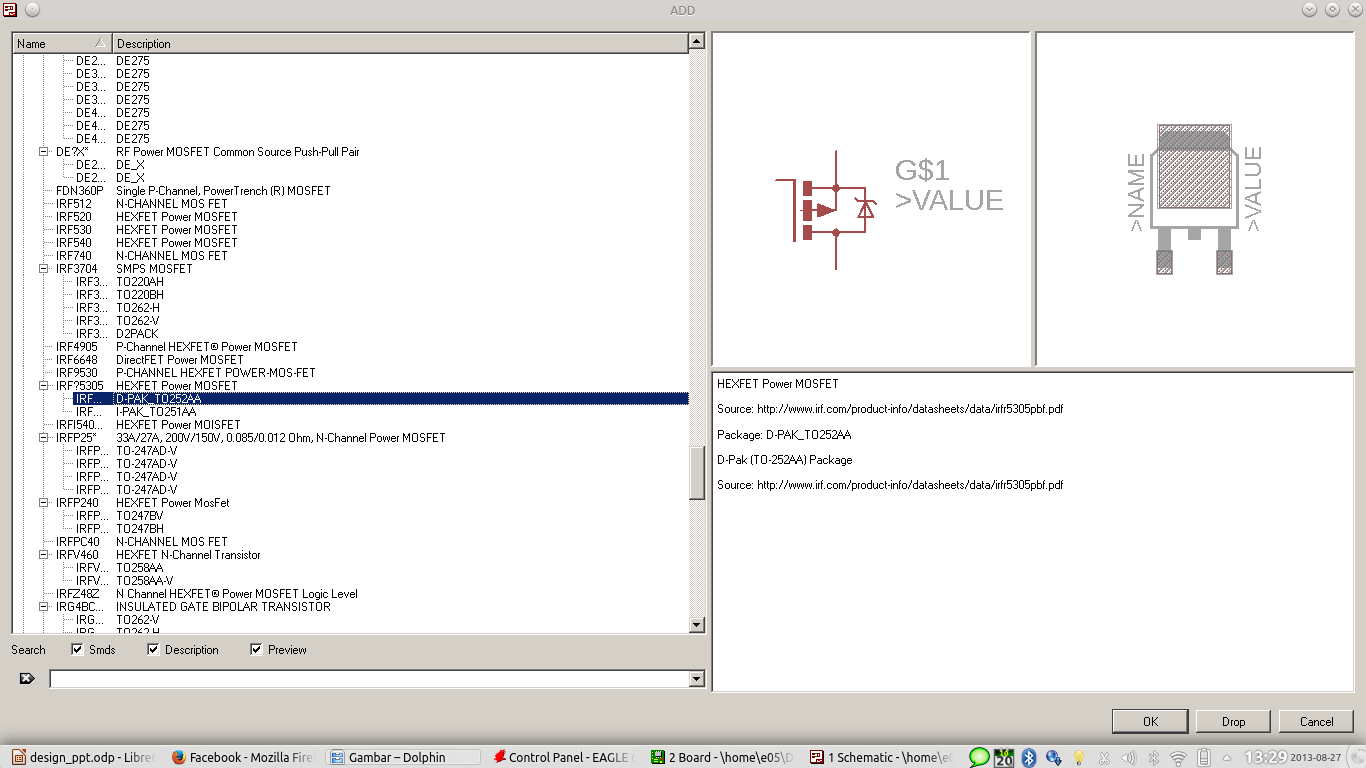 ADD
Name Description
DE2... DE275
DE3... DE275
DE3... DE275
DE3... DE275
DE4... DE275
DE4... DE275
DE4... DE275
DE?X* RF Power MOSFET Common Source Push-Pull Pair
DE2... DE_X
DE2... DE_X
FDN360P Single P-Channel, PowerTrench (R) MOSFET
IRF512 N-CHANNEL MOS FET
IRF520 HEXFET Power MOSFET
IRF530 HEXFET Power MOSFET
IRF540 HEXFET Power MOSFET
IRF740 N-CHANNEL MOS FET
IRF3704 SMPS MOSFET
IRF3... TO220AH
IRF3... TO220BH
IRF3... TO262-H
IRF3... TO262-V
IRF3... D2PACK
IRF4905 P-Channel HEXFET® Power MOSFET
IRF6648 DirectFET Power MOSFET
IRF9530 P-CHANNEL HEXFET POWER-MOS-FET
IRF?5305 HEXFET Power MOSFET
IRF... D-PAK_TO252AA
IRF... I-PAK_TO251AA
IRFI540... HEXFET Power MOISFET
IRFP25* 33A/27A, 200V/150V, 0.085/0.012 Ohm, N-Channel Power MOSFET
IRFP... TO-247AD-V
IRFP... TO-247AD-V
IRFP... TO-247AD-V
IRFP... TO-247AD-V
IRFP240 HEXFET Power MosFet
IRFP... TO247BV
IRFP... TO247BH
IRFPC40 N-CHANNEL MOS FET
IRFV460 HEXFET N-Channel Transistor
IRFV... TO258AA
IRFV... TO258AA-V
IRFZ48Z N Channel HEXFET® Power MOSFET Logic Level
IRG4BC... INSULATED GATE BIPOLAR TRANSISTOR
IRG... TO262-V
IRG... TO262-H
Search Smds Description Preview
G$1
>VALUE
>NAME
>VALUE
HEXFET Power MOSFET
Source: http://www.irf.com/product-info/datasheets/data/irfr5305pbf.pdf
Package: D-PAK_TO252AA
D-Pak (TO-252AA) Package
Source: http://www.irf.com/product-info/datasheets/data/irfr5305pbf.pdf
OK Drop Cancel
design_ppt.odp - Libre Facebook - Mozilla Firef Gambar – Dolphin Control Panel - EAGLE 2 Board - \home\e05\D 1 Schematic - \home\e0 20 13:29 2013-08-27